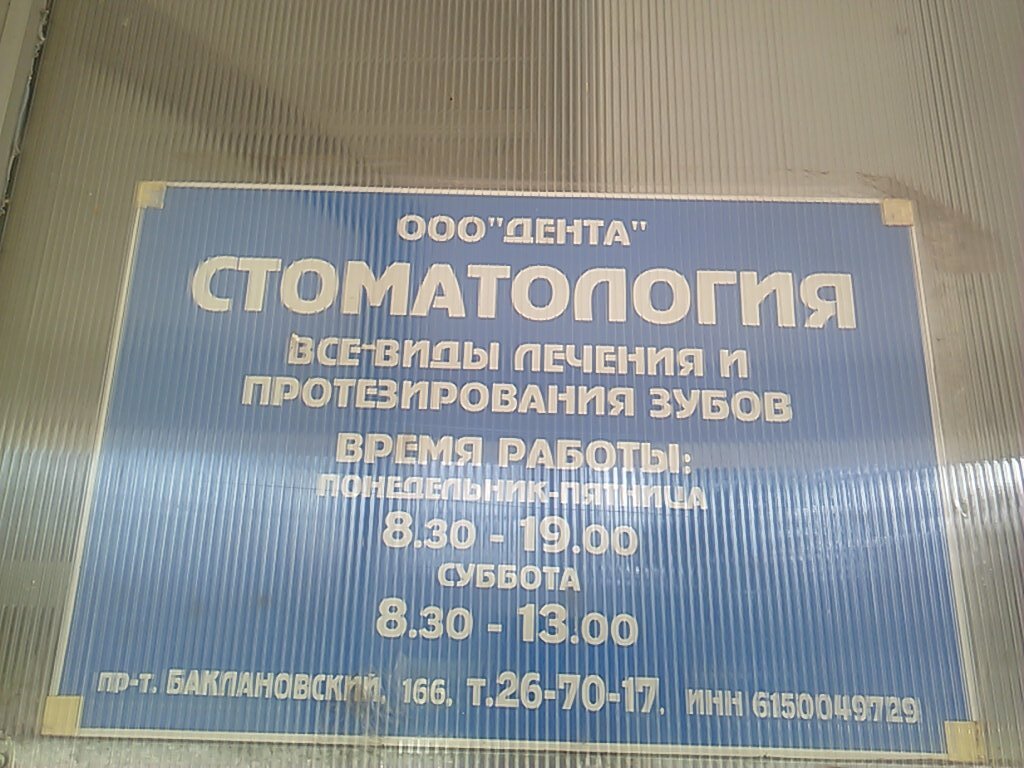 ООО"ДЕНТА"
СТОМАТОЛОГИЯ
ВСЕ ВИДЫ ЛЕЧЕНИЯ И
ПРОТЕЗИРОВАНИЯ ЗУБОВ
ВРЕМЯ РАБОТЫ:
ПОНЕДЕЛЬНИК-ПЯТНИЦА
8.30 - 19.00
СУББОТА
8.30 - 13.00
пр-т. БАКЛАНОВСКИЙ, 166, т.26-70-17, ИНН 6150049729